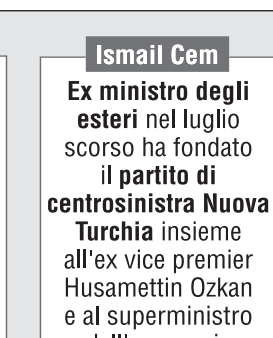 Ismail Cem
Ex ministro degli
esteri nel luglio
scorso ha fondato
il partito di
centrosinistra Nuova
Turchia insieme
all'ex vice premier
Husamettin Ozkan
e al superministro